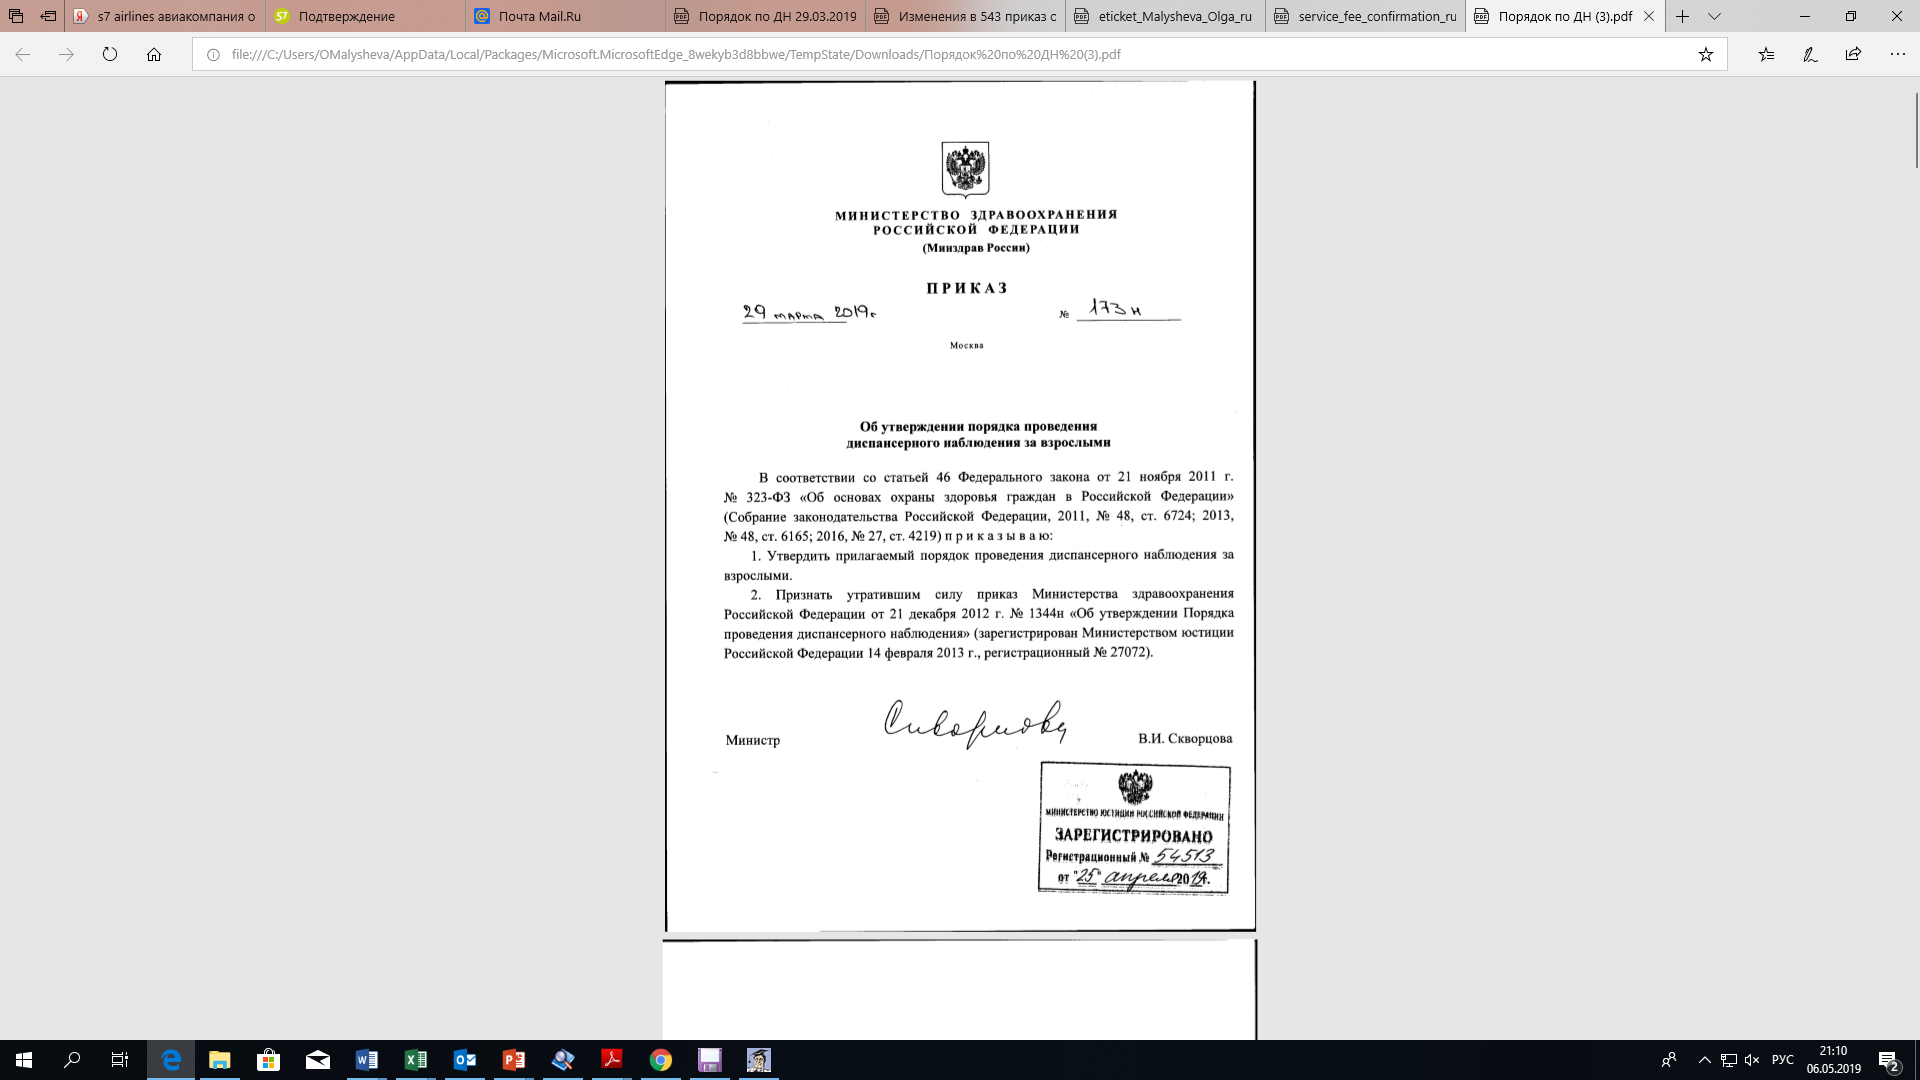 s7 airlines авиакомпания о
Подтверждение
Почта Mail.Ru
Порядок по ДН 29.03.2019
Изменения в 543 приказ с
eticket_Malysheva_Olga_ru
service_fee_confirmation_ru
Порядок по ДН (3).pdf
file:///C:/Users/OMalysheva/AppData/Local/Packages/Microsoft.MicrosoftEdge_8wekyb3d8bbwe/TempState/Downloads/Порядок%20по%20ДН%20(3).pdf
МИНИСТЕРСТВО ЗДРАВООХРАНЕНИЯ
РОССИЙСКОЙ ФЕДЕРАЦИИ
(Минздрав России)
ПРИКАЗ
29 марта 2019г № 173н
Москва
Об утверждении порядка проведения
диспансерного наблюдения за взрослыми
В соответствии со статьей 46 Федерального закона от 21 ноября 2011 г.
№ 323-ФЗ «Об основах охраны здоровья граждан в Российской Федерации»
(Собрание законодательства Российской Федерации, 2011, № 48, ст. 6724; 2013,
№ 48, ст. 6165; 2016, № 27, ст. 4219) п р и к а з ы в а ю:
1. Утвердить прилагаемый порядок проведения диспансерного наблюдения за
взрослыми.
2. Признать утратившим силу приказ Министерства здравоохранения
Российской Федерации от 21 декабря 2012 г. № 1344н «Об утверждении Порядка
проведения диспансерного наблюдения» (зарегистрирован Министерством юстиции
Российской Федерации 14 февраля 2013 г., регистрационный № 27072).
Министр Скворцова В.И. Скворцова
МИНИСТЕРСТВО ЮСТИЦИИ РОССИЙСКОЙ ФЕДЕРАЦИИ
ЗАРЕГИСТРИРОВАНО
Регистрационный № 54513
от "25" апреля 2019г.
РУС
21:10
06.05.2019
2